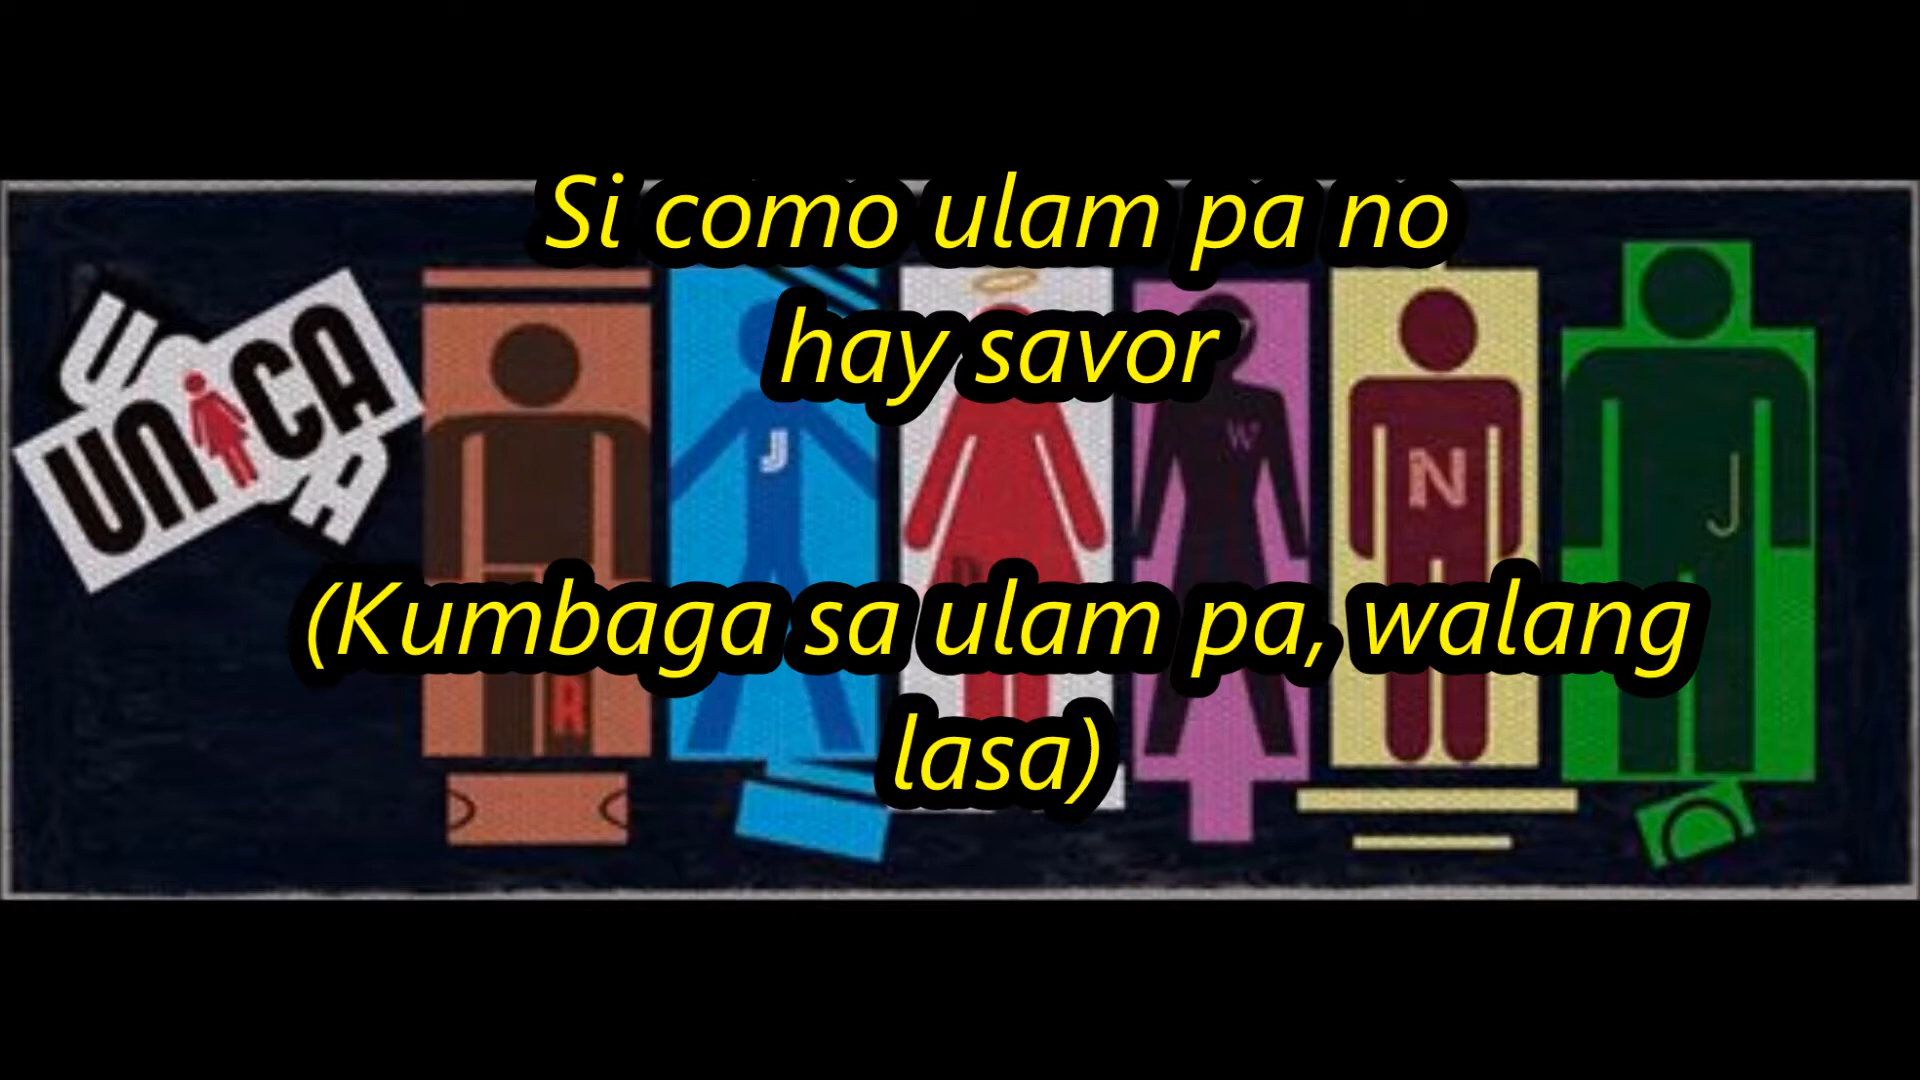 Si como ulam pa no
hay savor
UNICA
J
W
N
J
(Kumbaga sa ulam pa, walang
lasa)
R